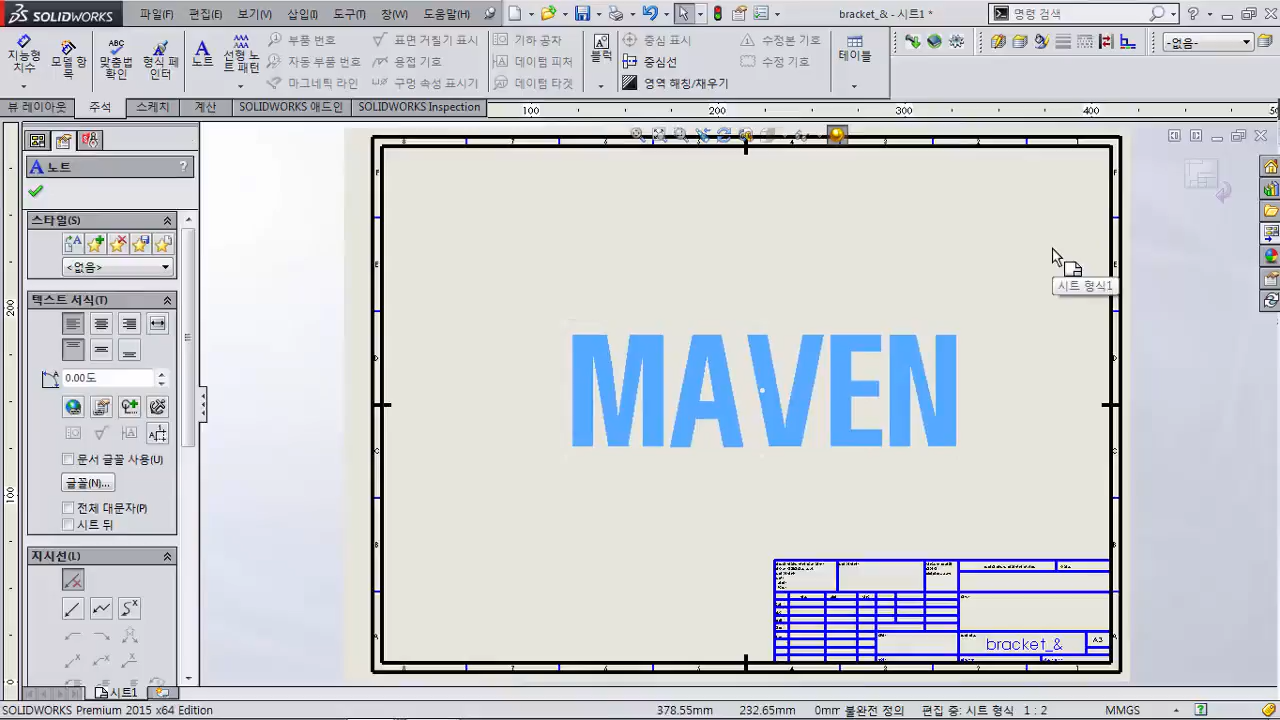 SOLIDWORKS 파일(F) 편집(E) 보기(V) 삽입(I) 도구(T) 창(W) 도움말(H) bracket_& - 시트1 * 명령 검색
지능형 치수
모델 항목
맞춤법 확인
형식 페인터
노트
선형 노트 패턴
부품 번호
자동 부품 번호
마그네틱 라인
표면 거칠기 표시
용접 기호
구멍 속성 표시기
기하 공차
데이텀 피처
데이텀 타겟
블럭
중심 표시
중심선
영역 해칭/채우기
수정본 기호
수정 기호
테이블
-없음-
뷰 레이아웃 주석 스케치 계산 SOLIDWORKS 애드인 SOLIDWORKS Inspection
100 200 300 400 50
노트 ?
스타일(S)
<없음>
텍스트 서식(T)
0.00도
문서 글꼴 사용(U)
글꼴(N)...
전체 대문자(P)
시트 뒤
지시선(L)
200
100
0
시트 형식1
MAVEN
bracket_& A3
시트1
SOLIDWORKS Premium 2015 x64 Edition 378.55mm 232.65mm 0mm 불완전 정의 편집 중: 시트 형식1 1 : 2 MMGS